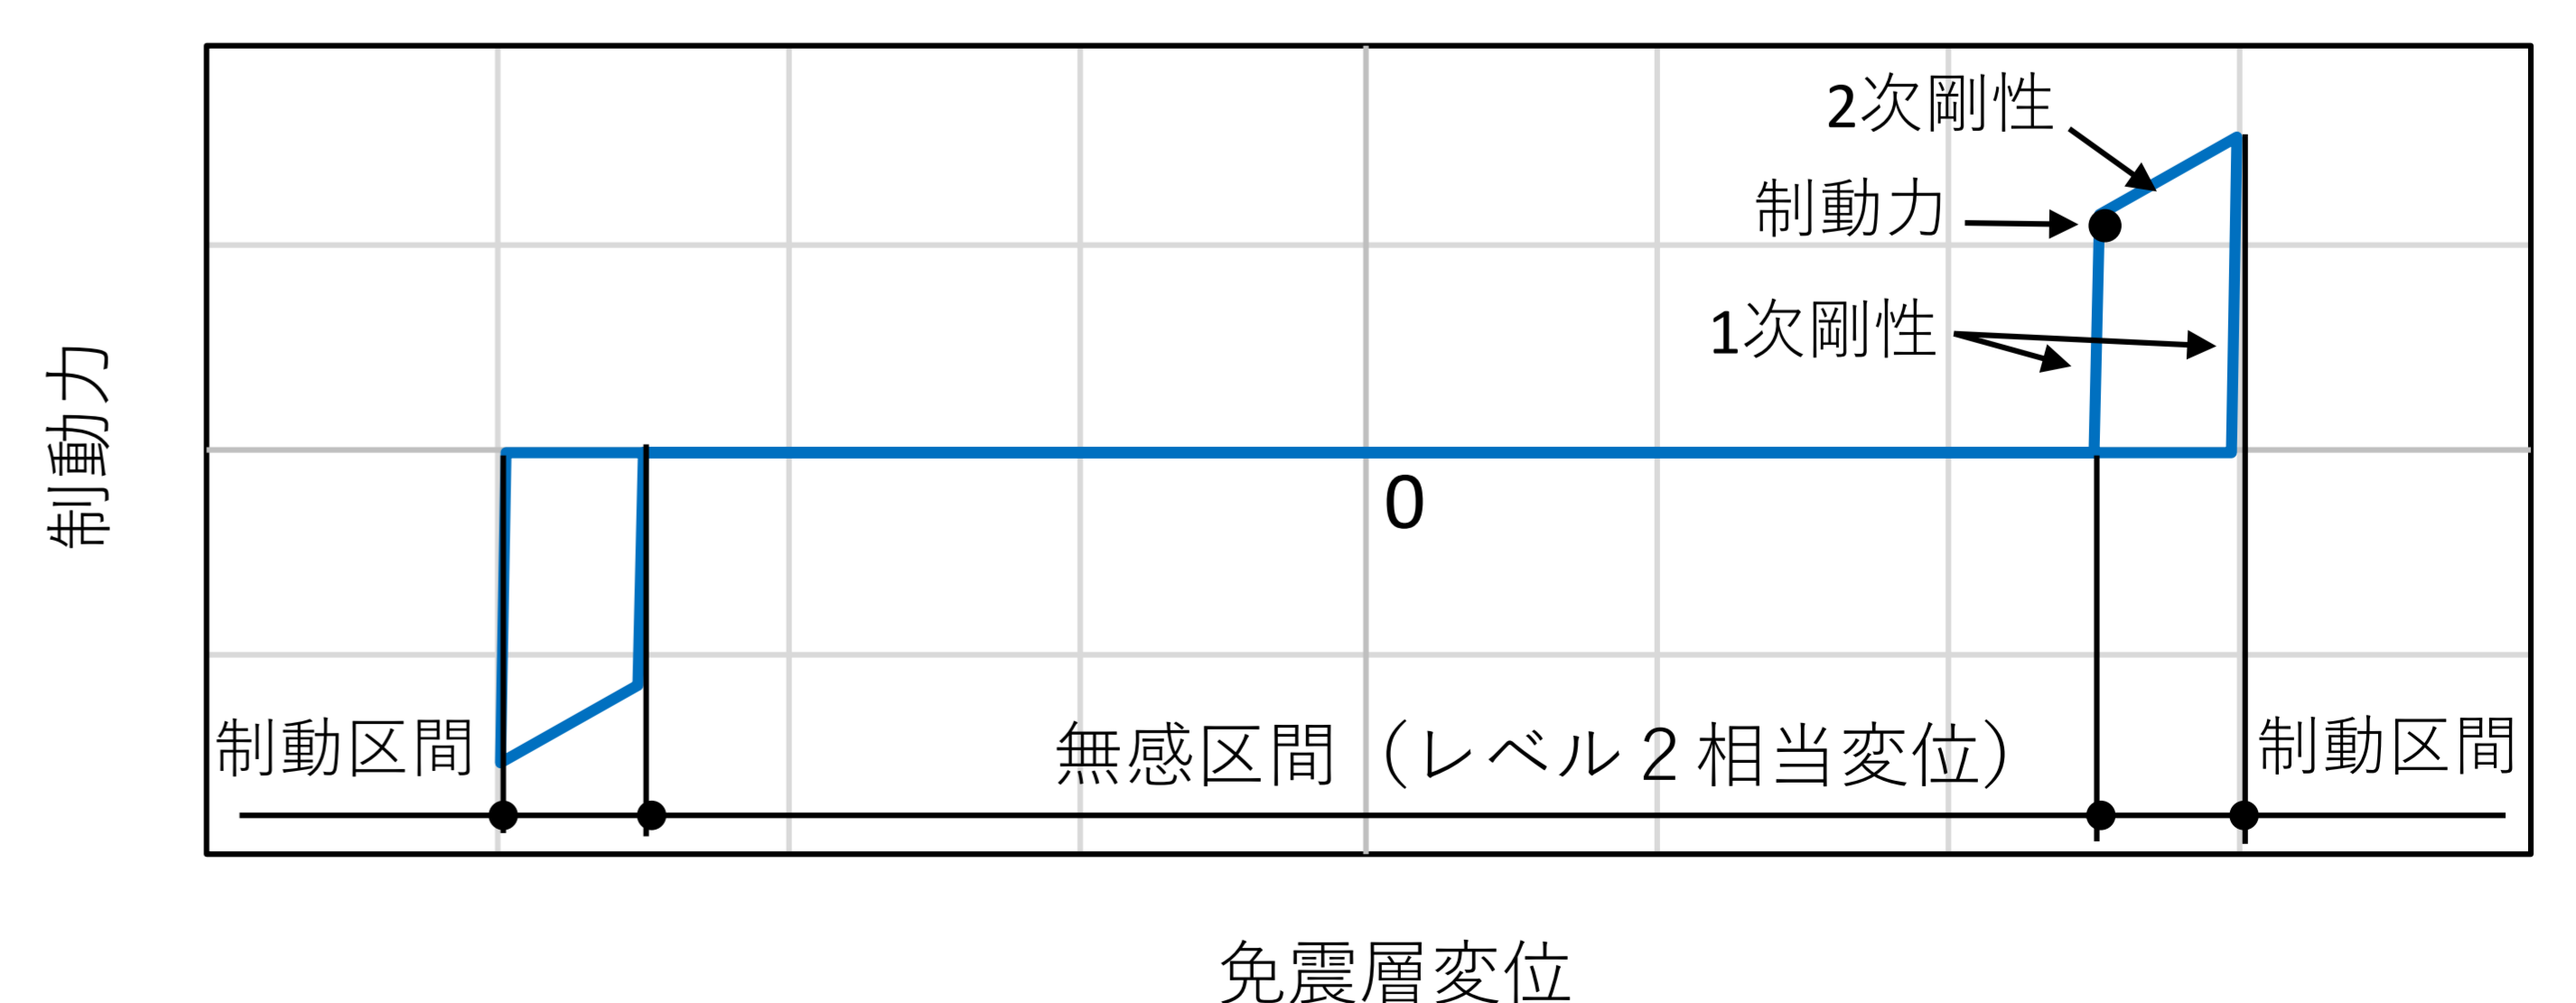 2次剛性
制動力
1次剛性
制動力
0
制動区間
無感区間（レベル２相当変位）
制動区間
免震層変位